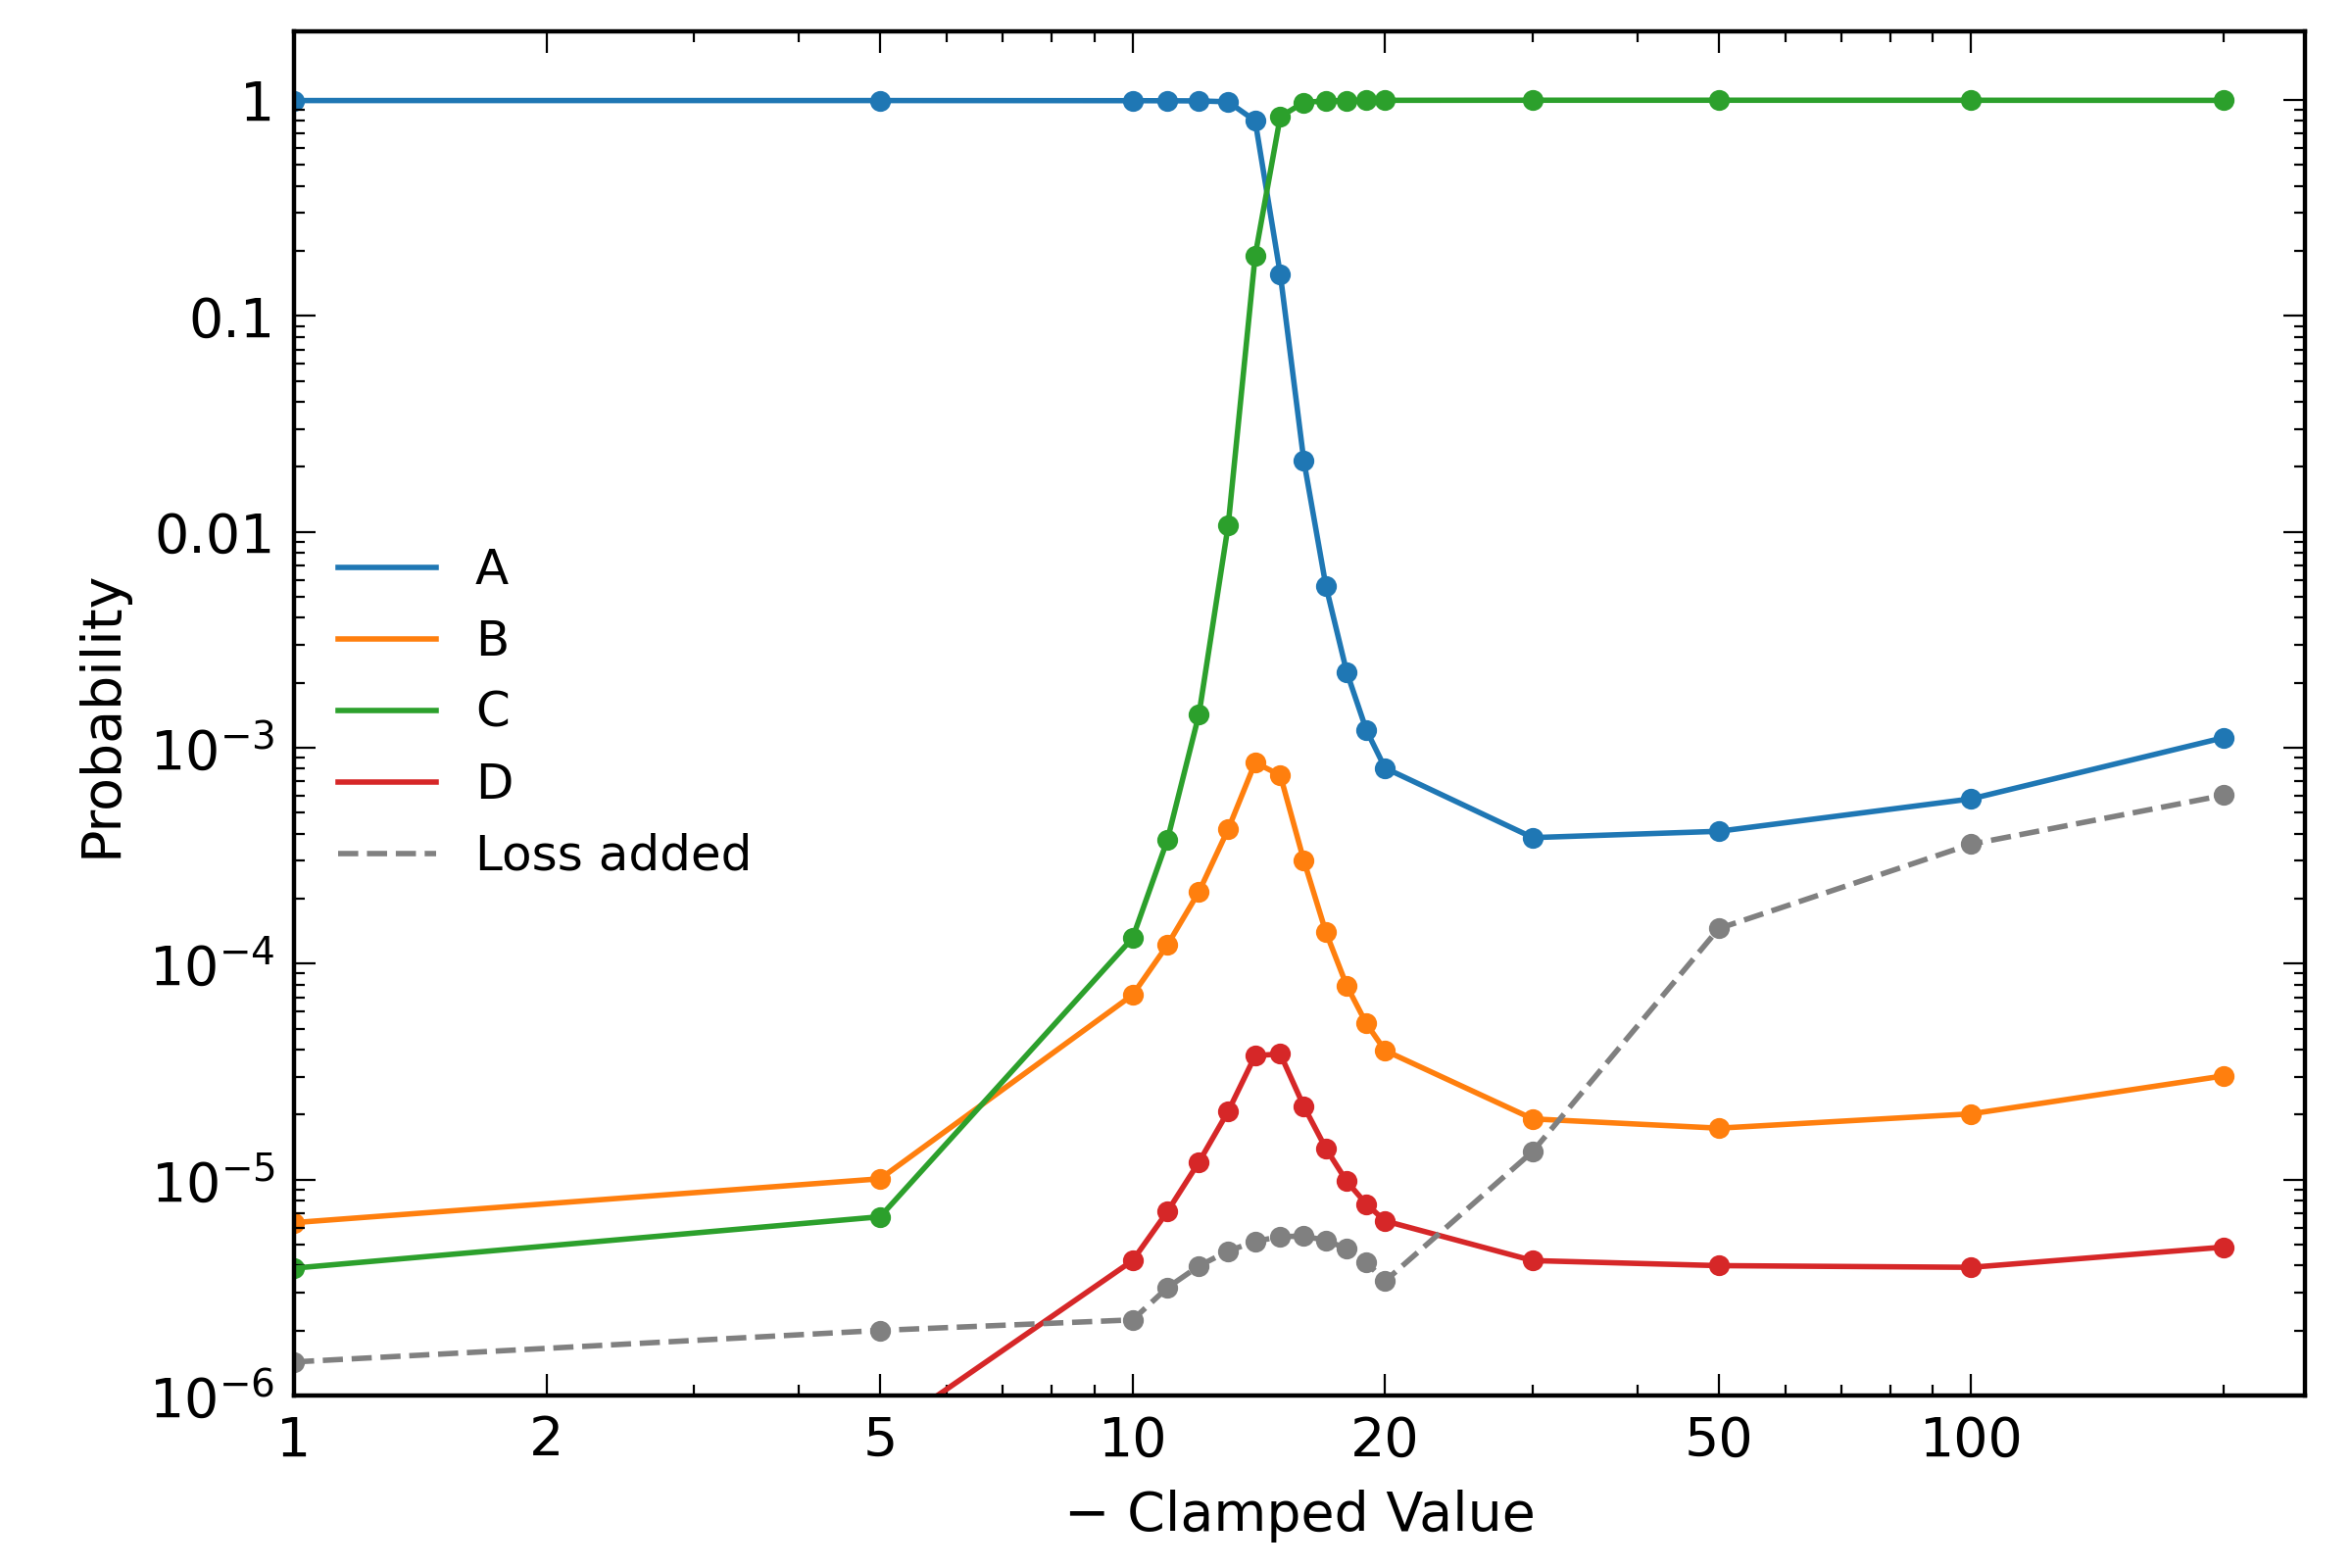 1
0.1
0.01
10⁻³
10⁻⁴
10⁻⁵
10⁻⁶
Probability
A
B
C
D
Loss added
1 2 5 10 20 50 100
− Clamped Value